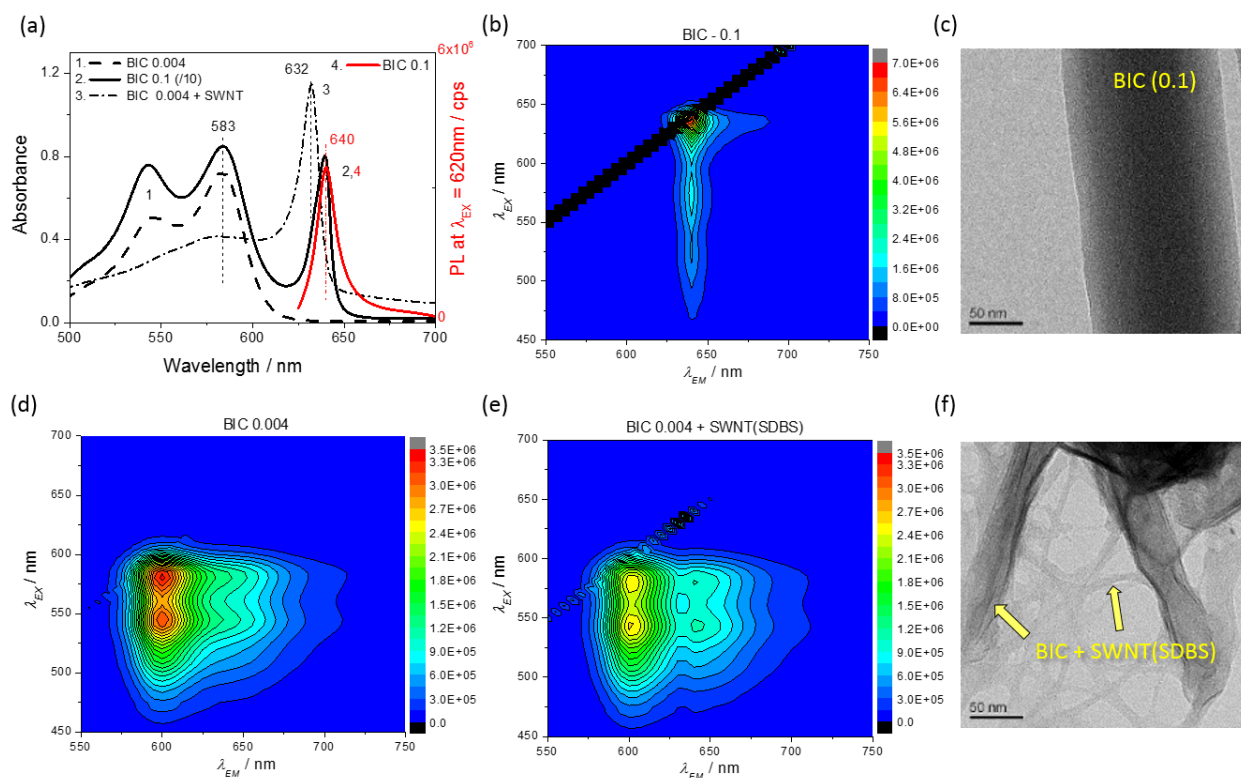 (a)
6x10⁶
1. BIC 0.004
2. BIC 0.1 (/10)
3. BIC 0.004 + SWNT
4. BIC 0.1
632
3
583
640
1
2,4
1.2
0.8
0.4
0.0
Absorbance
PL at λEX = 620nm / cps
0
500 550 600 650 700
Wavelength / nm
(b)
BIC - 0.1
700
650
600
550
500
450
λEX / nm
550 600 650 700 750
λEM / nm
7.0E+06
6.4E+06
5.6E+06
4.8E+06
4.0E+06
3.2E+06
2.4E+06
1.6E+06
8.0E+05
0.0E+00
(c)
BIC (0.1)
50 nm
(d)
BIC 0.004
700
650
600
550
500
450
λEX / nm
550 600 650 700 750
λEM / nm
3.5E+06
3.3E+06
3.0E+06
2.7E+06
2.4E+06
2.1E+06
1.8E+06
1.5E+06
1.2E+06
9.0E+05
6.0E+05
3.0E+05
0.0
(e)
BIC 0.004 + SWNT(SDBS)
700
650
600
550
500
450
λEX / nm
550 600 650 700 750
λEM / nm
3.5E+06
3.3E+06
3.0E+06
2.7E+06
2.4E+06
2.1E+06
1.8E+06
1.5E+06
1.2E+06
9.0E+05
6.0E+05
3.0E+05
0.0
(f)
BIC + SWNT(SDBS)
50 nm